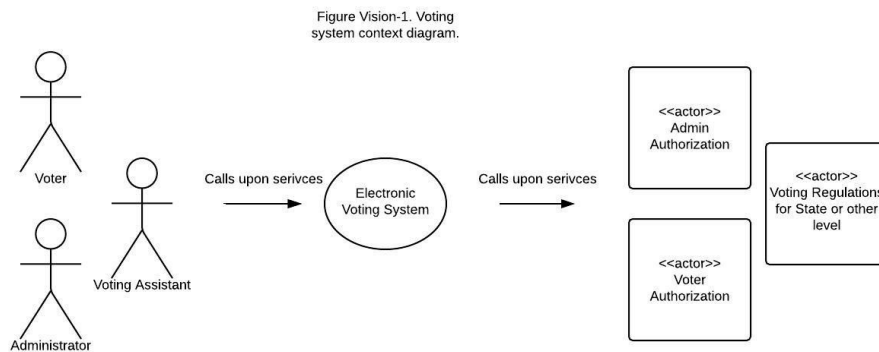 Figure Vision-1. Voting
system context diagram.
Voter
Voting Assistant
Administrator
Calls upon serivces
Electronic
Voting System
Calls upon serivces
<<actor>>
Admin
Authorization
<<actor>>
Voting Regulations
for State or other
level
<<actor>>
Voter
Authorization